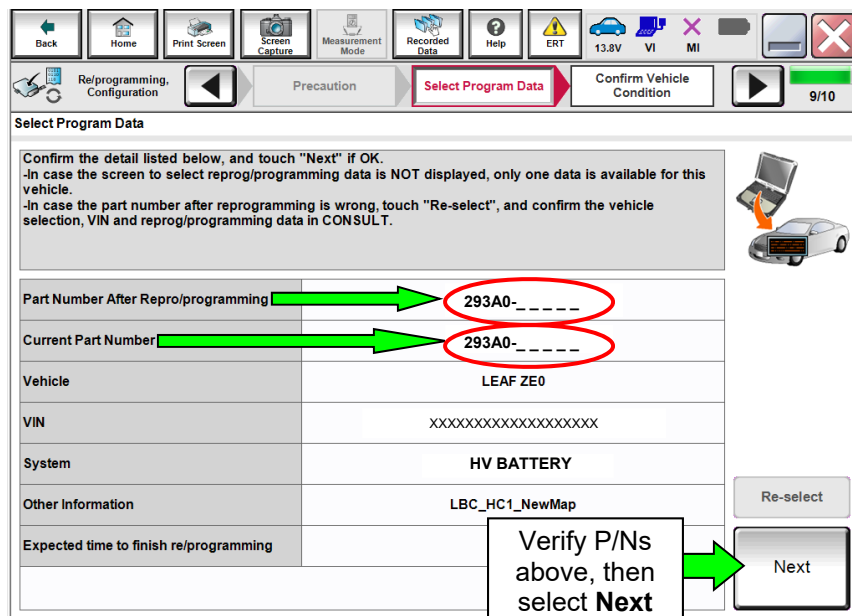 Back
Home
Print Screen
Screen
Capture
Measurement
Mode
Recorded
Data
Help
ERT
13.8V
VI
MI
Re/programming,
Configuration
Precaution
Select Program Data
Confirm Vehicle
Condition
9/10
Select Program Data
Confirm the detail listed below, and touch "Next" if OK.
-In case the screen to select reprog/programming data is NOT displayed, only one data is available for this
vehicle.
-In case the part number after reprogramming is wrong, touch "Re-select", and confirm the vehicle
selection, VIN and reprog/programming data in CONSULT.
Part Number After Repro/programming
293A0-_ _ _ _ _
Current Part Number
293A0-_ _ _ _ _
Vehicle
LEAF ZE0
VIN
XXXXXXXXXXXXXXXXXXX
System
HV BATTERY
Other Information
LBC_HC1_NewMap
Expected time to finish re/programming
Re-select
Verify P/Ns
above, then
select Next
Next